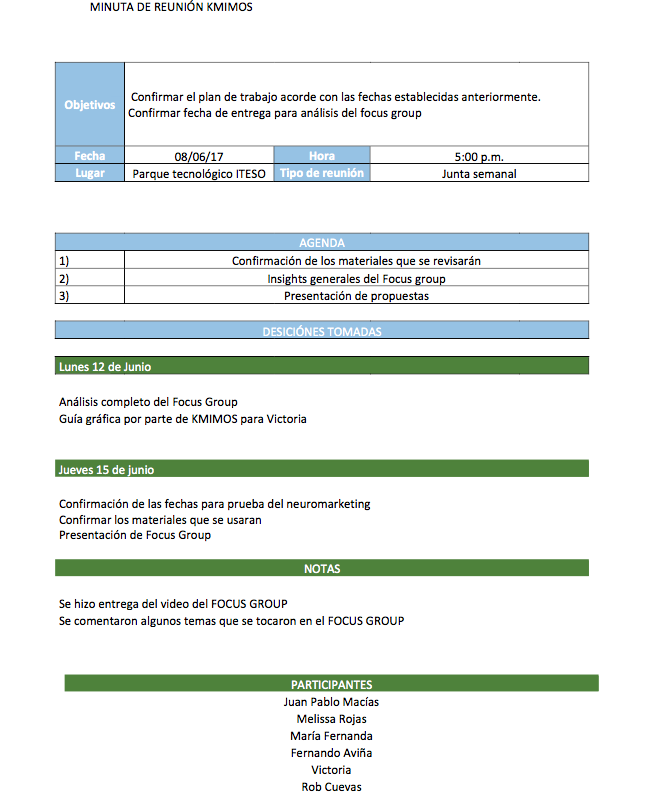 MINUTA DE REUNIÓN KMIMOS
Objetivos
Confirmar el plan de trabajo acorde con las fechas establecidas anteriormente.
Confirmar fecha de entrega para análisis del focus group
Fecha 08/06/17 Hora 5:00 p.m.
Lugar Parque tecnológico ITESO Tipo de reunión Junta semanal
AGENDA
1) Confirmación de los materiales que se revisarán
2) Insights generales del Focus group
3) Presentación de propuestas
DESICIÓNES TOMADAS
Lunes 12 de Junio
Análisis completo del Focus Group
Guía gráfica por parte de KMIMOS para Victoria
Jueves 15 de junio
Confirmación de las fechas para prueba del neuromarketing
Confirmar los materiales que se usaran
Presentación de Focus Group
NOTAS
Se hizo entrega del video del FOCUS GROUP
Se comentaron algunos temas que se tocaron en el FOCUS GROUP
PARTICIPANTES
Juan Pablo Macías
Melissa Rojas
María Fernanda
Fernando Aviña
Victoria
Rob Cuevas